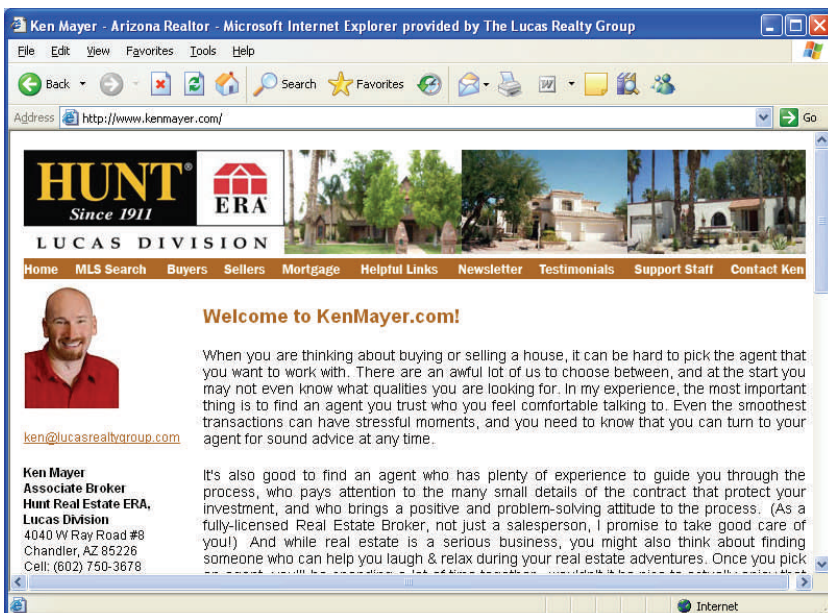 Ken Mayer - Arizona Realtor - Microsoft Internet Explorer provided by The Lucas Realty Group
File Edit View Favorites Tools Help
Back Search Favorites
Address http://www.kenmayer.com/ Go
HUNT®
Since 1911
ERA
LUCAS DIVISION
Home MLS Search Buyers Sellers Mortgage Helpful Links Newsletter Testimonials Support Staff Contact Ken
Welcome to KenMayer.com!
When you are thinking about buying or selling a house, it can be hard to pick the agent that
you want to work with. There are an awful lot of us to choose between, and at the start you
may not even know what qualities you are looking for. In my experience, the most important
thing is to find an agent you trust who you feel comfortable talking to. Even the smoothest
transactions can have stressful moments, and you need to know that you can turn to your
agent for sound advice at any time.
It's also good to find an agent who has plenty of experience to guide you through the
process, who pays attention to the many small details of the contract that protect your
investment, and who brings a positive and problem-solving attitude to the process. (As a
fully-licensed Real Estate Broker, not just a salesperson, I promise to take good care of
you!) And while real estate is a serious business, you might also think about finding
someone who can help you laugh & relax during your real estate adventures. Once you pick
ken@lucasrealtygroup.com
Ken Mayer
Associate Broker
Hunt Real Estate ERA,
Lucas Division
4040 W Ray Road #8
Chandler, AZ 85226
Cell: (602) 750-3678
Internet